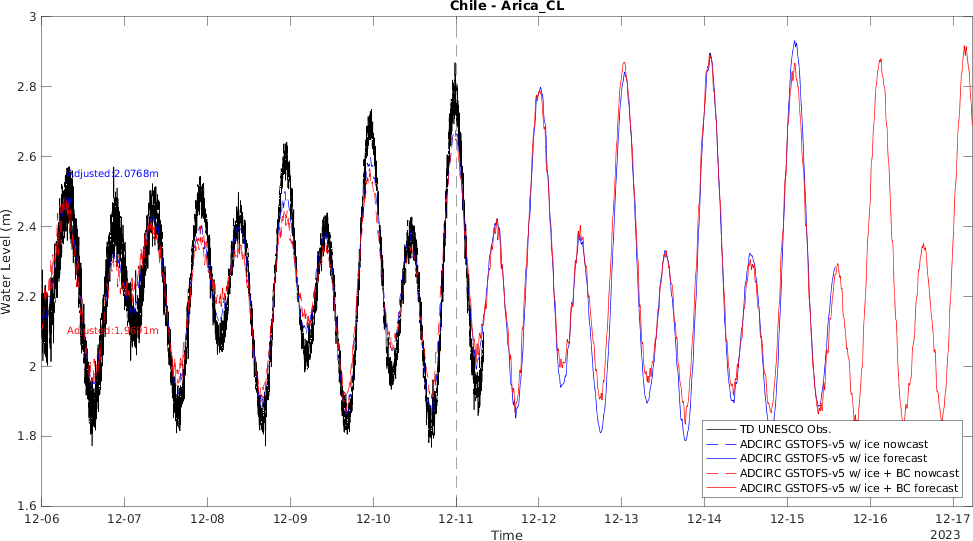 Chile - Arica_CL
3
2.8
2.6
2.4
2.2
2
1.8
1.6
Water Level (m)
Adjusted:2.0768m
TD UNESCO Obs.
ADCIRC GSTOFS-v5 w/ ice nowcast
ADCIRC GSTOFS-v5 w/ ice forecast
ADCIRC GSTOFS-v5 w/ ice + BC nowcast
ADCIRC GSTOFS-v5 w/ ice + BC forecast
12-06 12-07 12-08 12-09 12-10 12-11 12-12 12-13 12-14 12-15 12-16 12-17
Time
2023